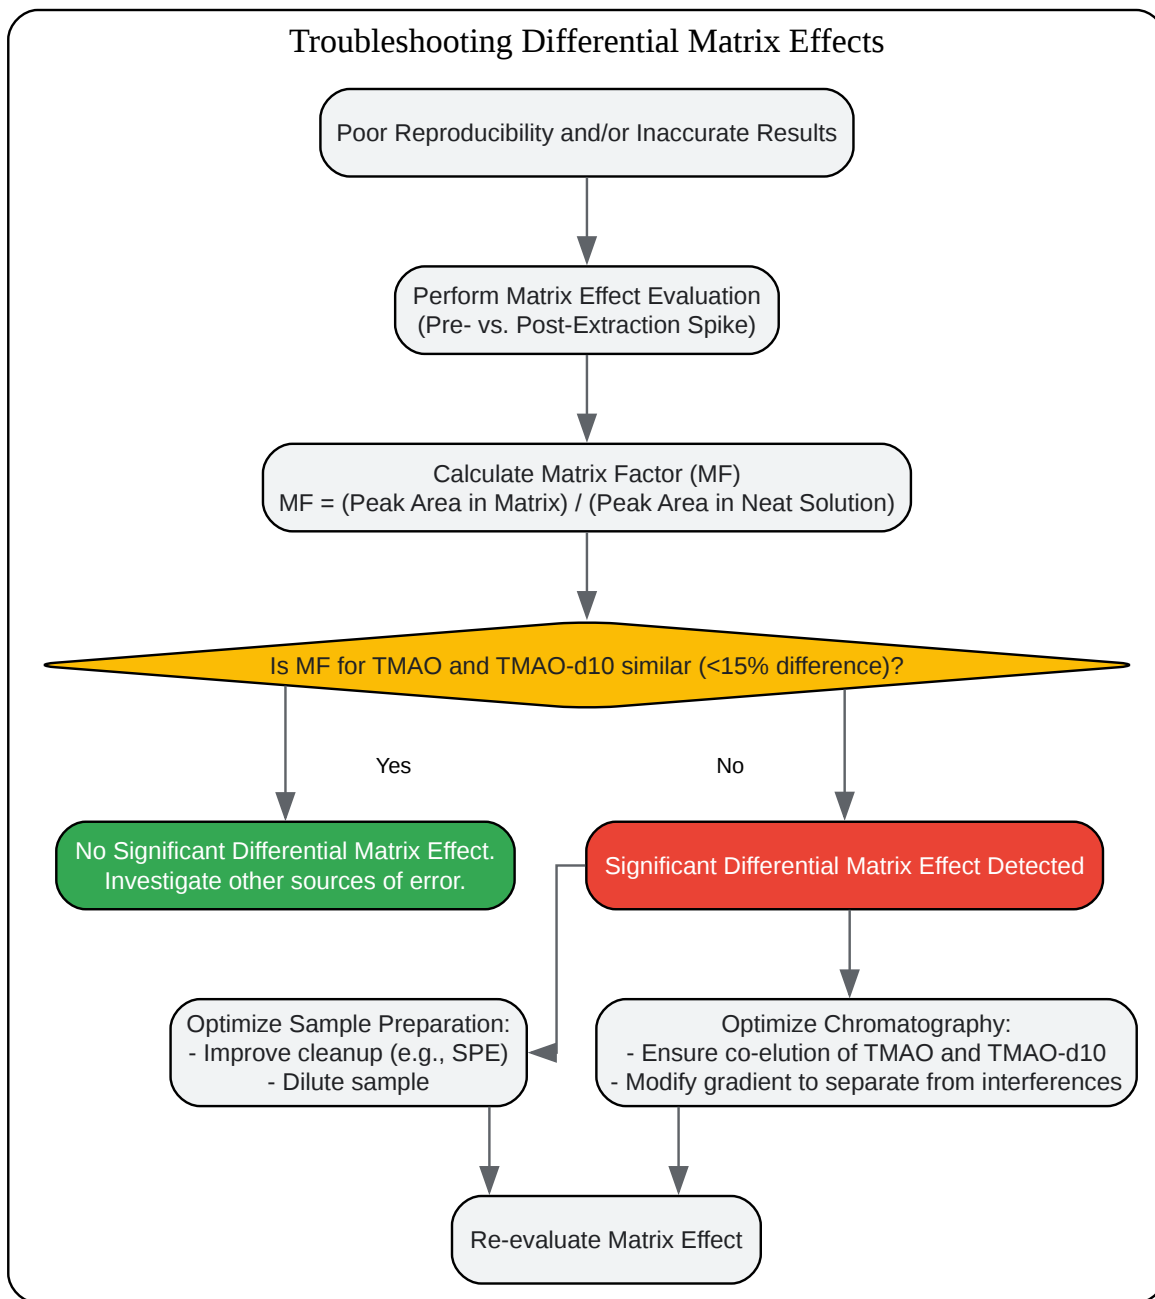 Troubleshooting Differential Matrix Effects
Poor Reproducibility and/or Inaccurate Results
Perform Matrix Effect Evaluation
(Pre- vs. Post-Extraction Spike)
Calculate Matrix Factor (MF)
MF = (Peak Area in Matrix) / (Peak Area in Neat Solution)
Is MF for TMAO and TMAO-d10 similar (<15% difference)?
Yes
No
No Significant Differential Matrix Effect.
Investigate other sources of error.
Significant Differential Matrix Effect Detected
Optimize Sample Preparation:
- Improve cleanup (e.g., SPE)
- Dilute sample
Optimize Chromatography:
- Ensure co-elution of TMAO and TMAO-d10
- Modify gradient to separate from interferences
Re-evaluate Matrix Effect